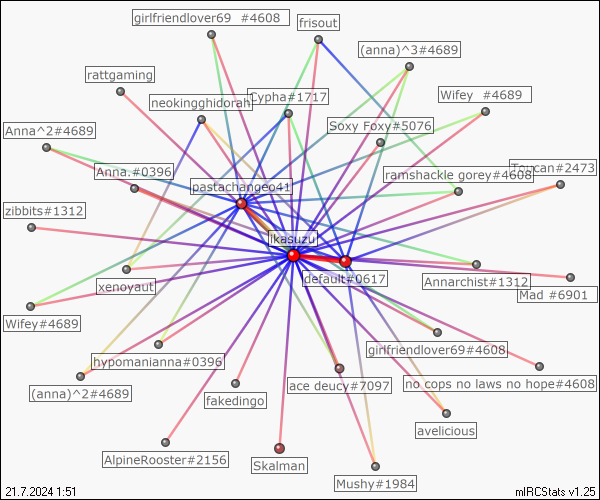 girlfriendlover69 #4608
frisout
(anna)^3#4689
rattgaming
neokingghidorah
Cypha#1717
Wifey #4689
Anna^2#4689
Soxy Foxy#5076
Anna.#0396
ramshackle gorey#4608
Toucan#2473
pastachangeo41
zibbits#1312
ikasuzu
default#0617
xenoyaut
Annarchist#1312
Mad #6901
Wifey#4689
hypomanianna#0396
girlfriendlover69#4608
(anna)^2#4689
fakedingo
ace deucy#7097
no cops no laws no hope#4608
avelicious
AlpineRooster#2156
Skalman
Mushy#1984
21.7.2024 1:51
mIRCStats v1.25